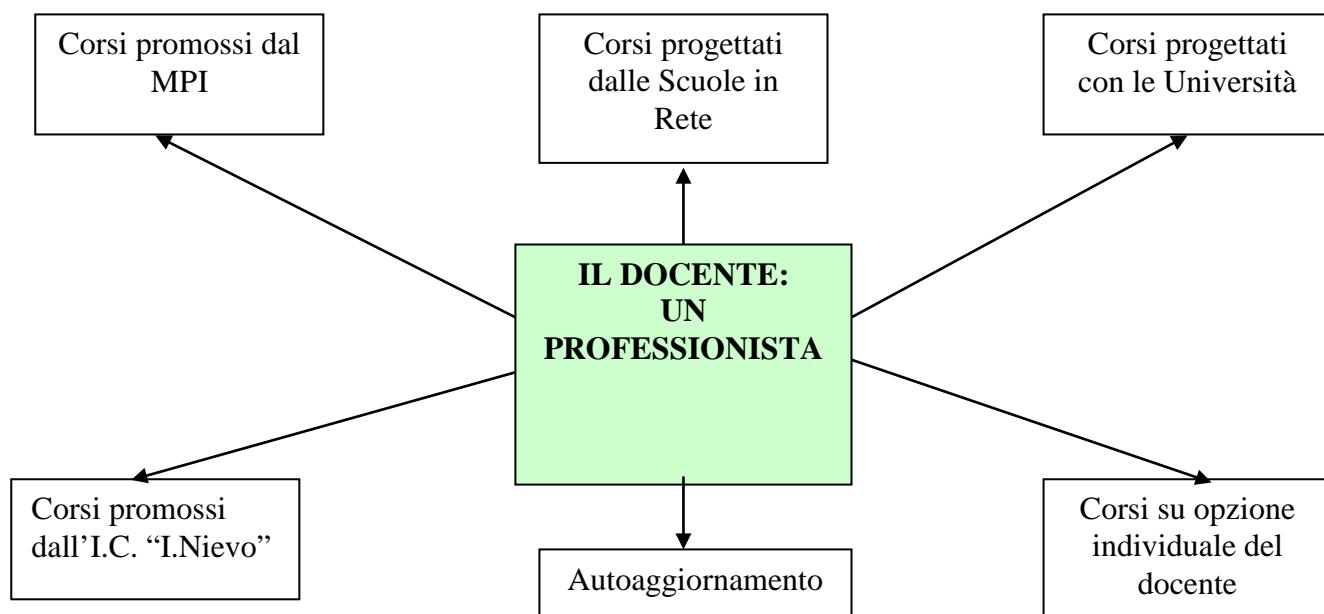 Corsi promossi dal
MPI
Corsi progettati
dalle Scuole in
Rete
Corsi progettati
con le Università
IL DOCENTE:
UN
PROFESSIONISTA
Corsi promossi
dall’I.C. “I.Nievo”
Autoaggiornamento
Corsi su opzione
individuale del
docente